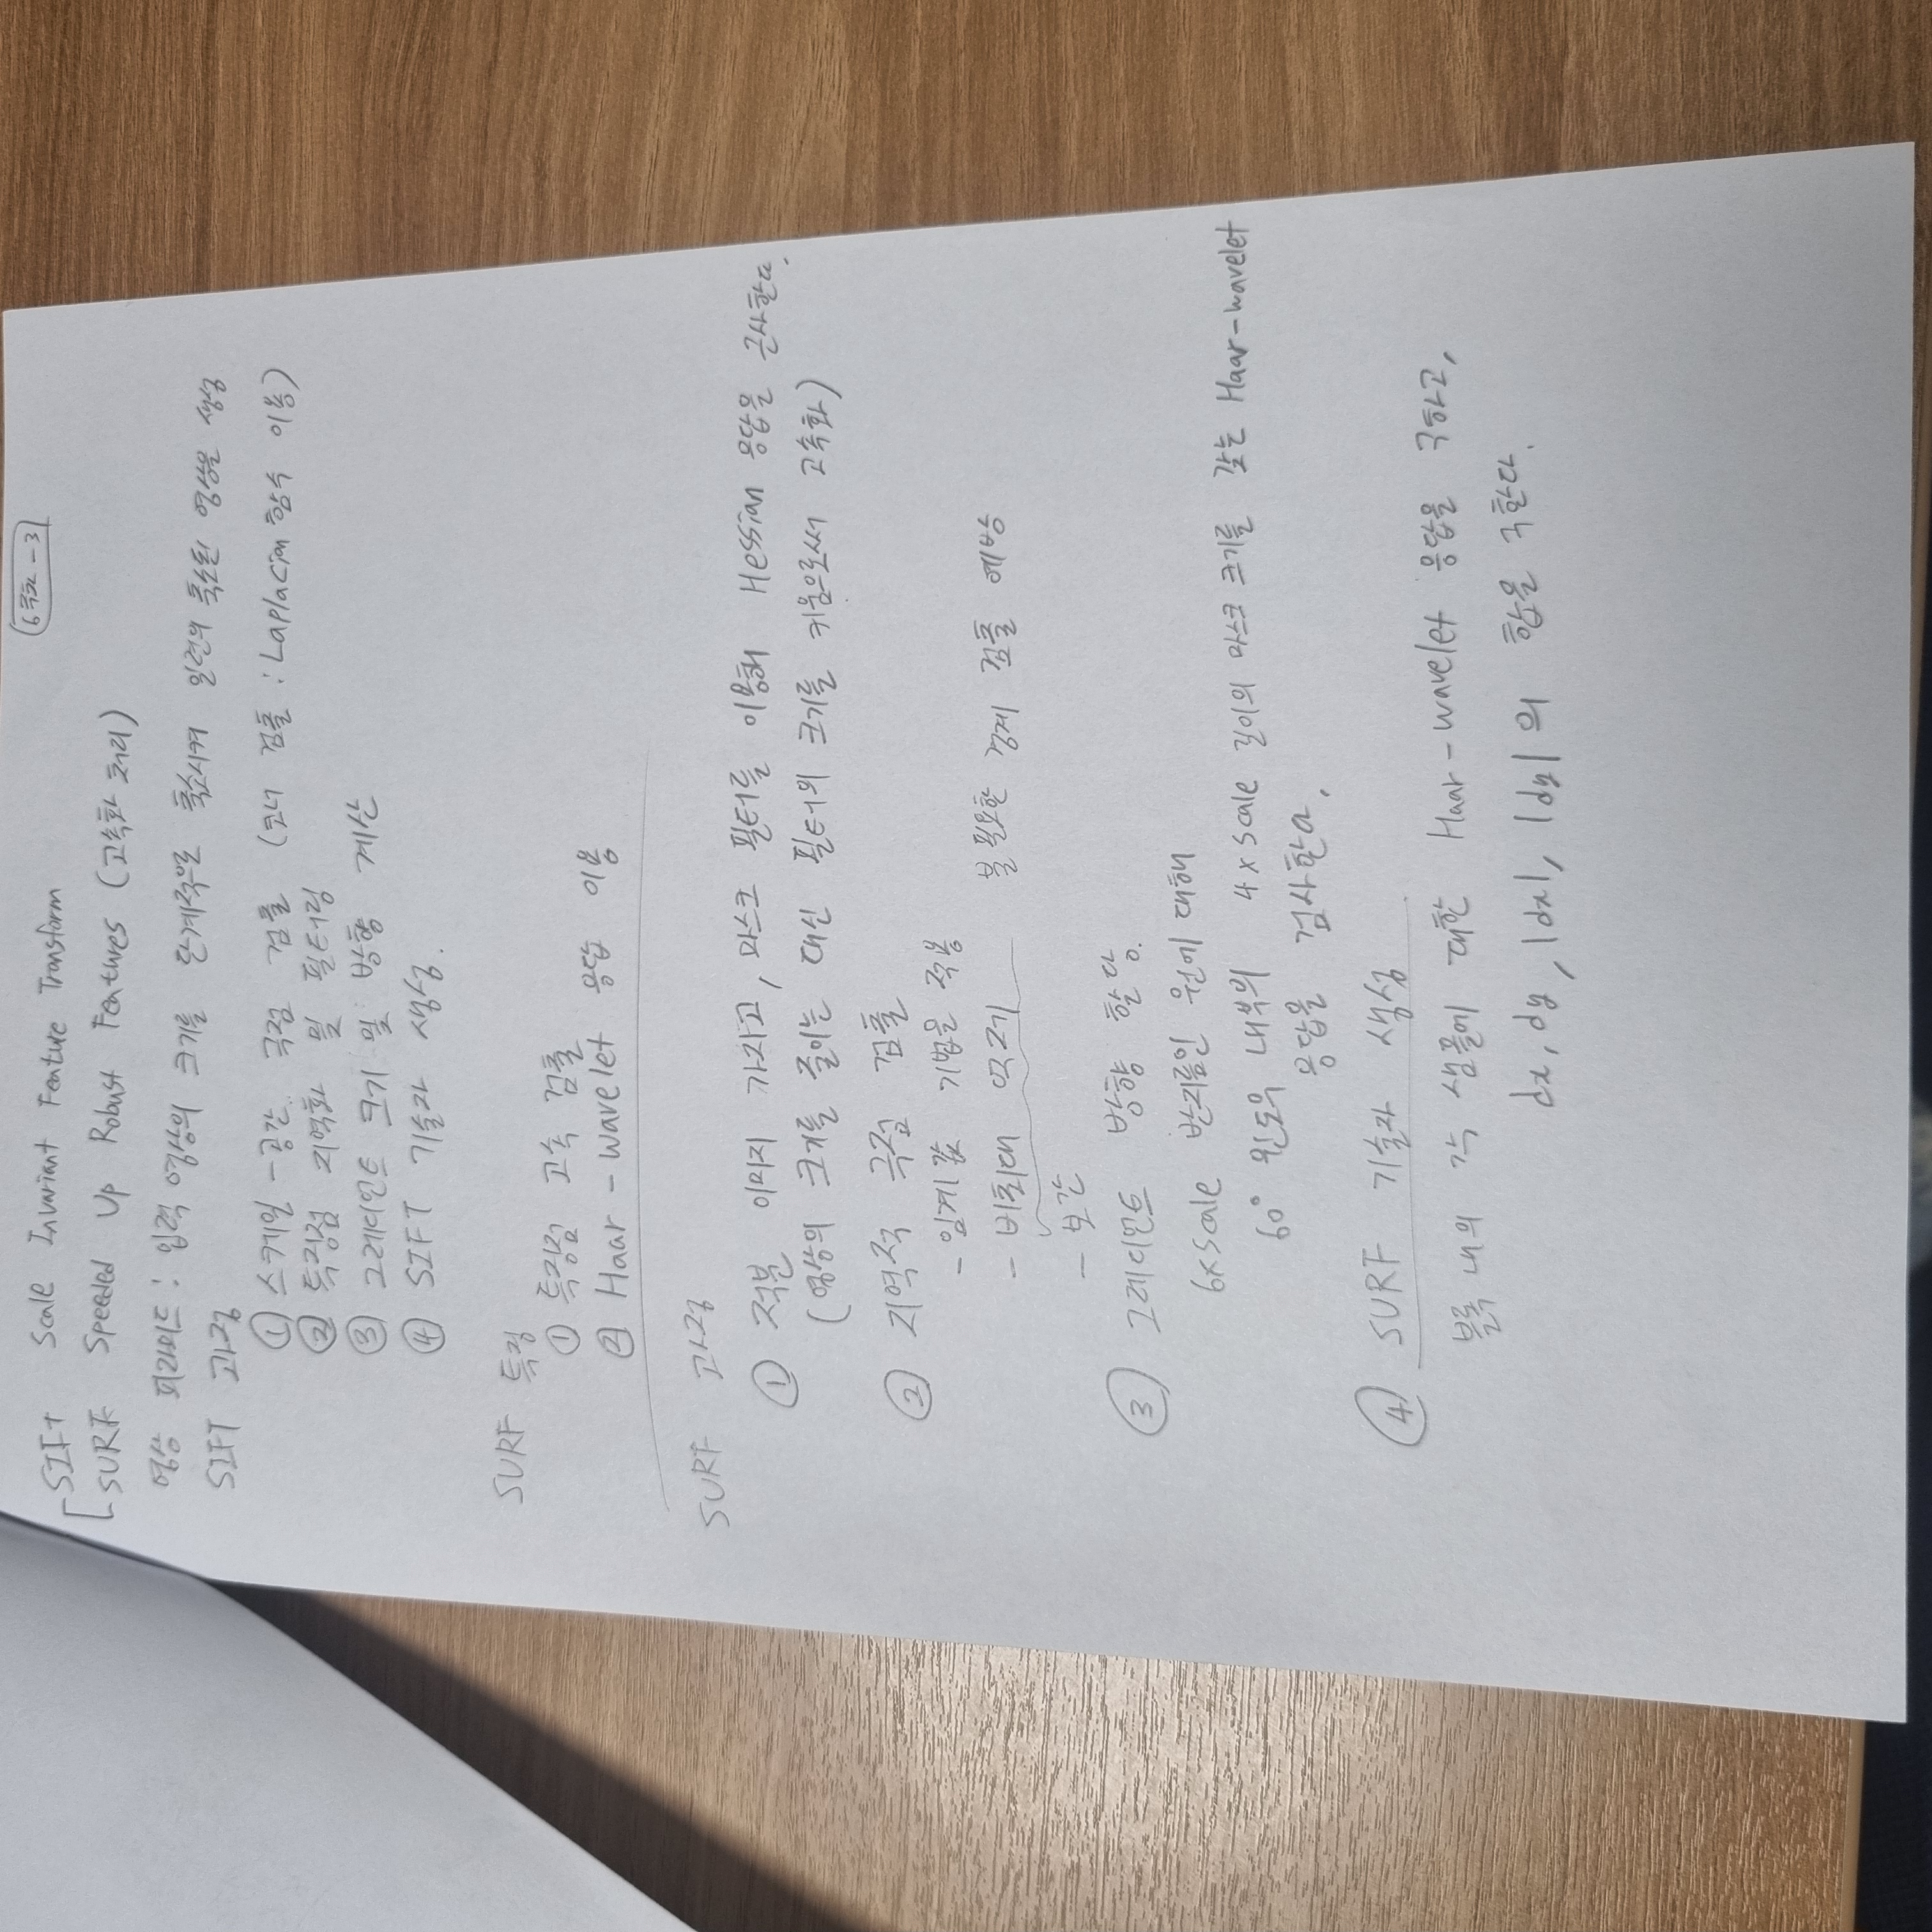 6주차 - 3
SIFT Scale Invariant Feature Transform
SURF Speeded Up Robust Features (고속화 처리)
영상 피라미드 : 입력 영상의 크기를 단계적으로 축소시켜 일련의 축소된 영상을 생성
SIFT 과정
① 스케일 - 공간 극점 검출 (코너 검출 : Laplacian 함수 이용)
② 특징점 지역화 및 필터링
③ 그레디언트 크기 및 방향 계산
④ SIFT 기술자 생성.
SURF 특징
① 특징점 고속 검출
② Haar - wavelet 응답 이용
SURF 과정
① 적분 이미지 가지고, 마스크 필터를 이용해 Hessian 응답을 근사한다.
(영상의 크기를 줄이는 대신 필터의 크기를 키움으로써 고속화)
② 지역적 극점 검출
- 임계값 기법을 적용
- 비최대 억제 불필요한 경계 검출 예방
- 보간
③ 그레디언트 방향 할당.
6xscale 반지름인 원에 대해
60° 윈도우 내부의 4 x scale 길이의 마스크 크기를 갖는 Haar-wavelet
응답을 검사한다.
④ SURF 기술자 생성
블록 내의 각 샘플에 대한 Haar - wavelet 응답을 구하고,
dx, dy, |dx|, |dy| 의 합을 구한다.